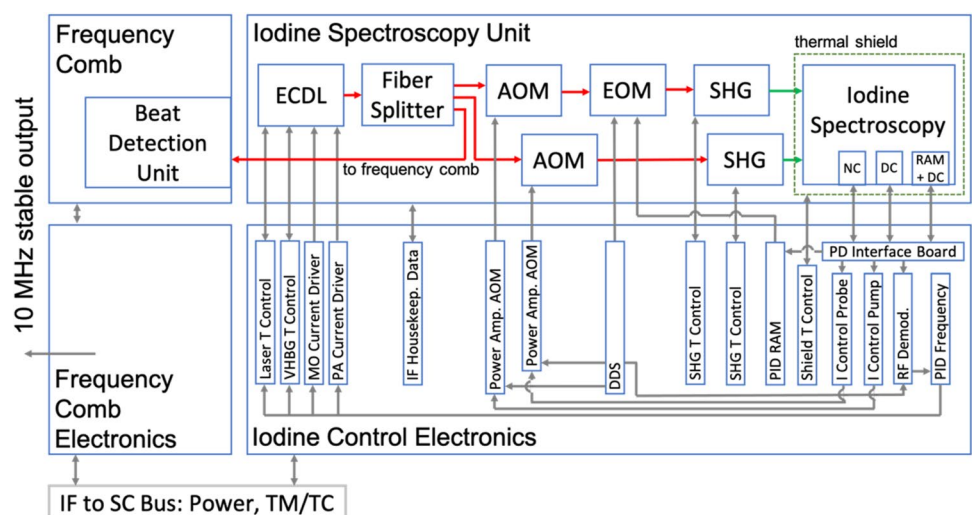 Frequency
Comb
Beat
Detection
Unit
10 MHz stable output
Iodine Spectroscopy Unit
thermal shield
ECDL
Fiber
Splitter
AOM
EOM
SHG
Iodine
Spectroscopy
AOM
SHG
to frequency comb
NC
DC
RAM
+ DC
PD Interface Board
Laser T Control
VHBG T Control
MO Current Driver
PA Current Driver
IF Housekeep. Data
Power Amp. AOM
Power Amp. AOM
DDS
SHG T Control
SHG T Control
PID RAM
Shield T Control
I Control Probe
I Control Pump
RF Demod.
PID Frequency
Frequency
Comb
Electronics
Iodine Control Electronics
IF to SC Bus: Power, TM/TC